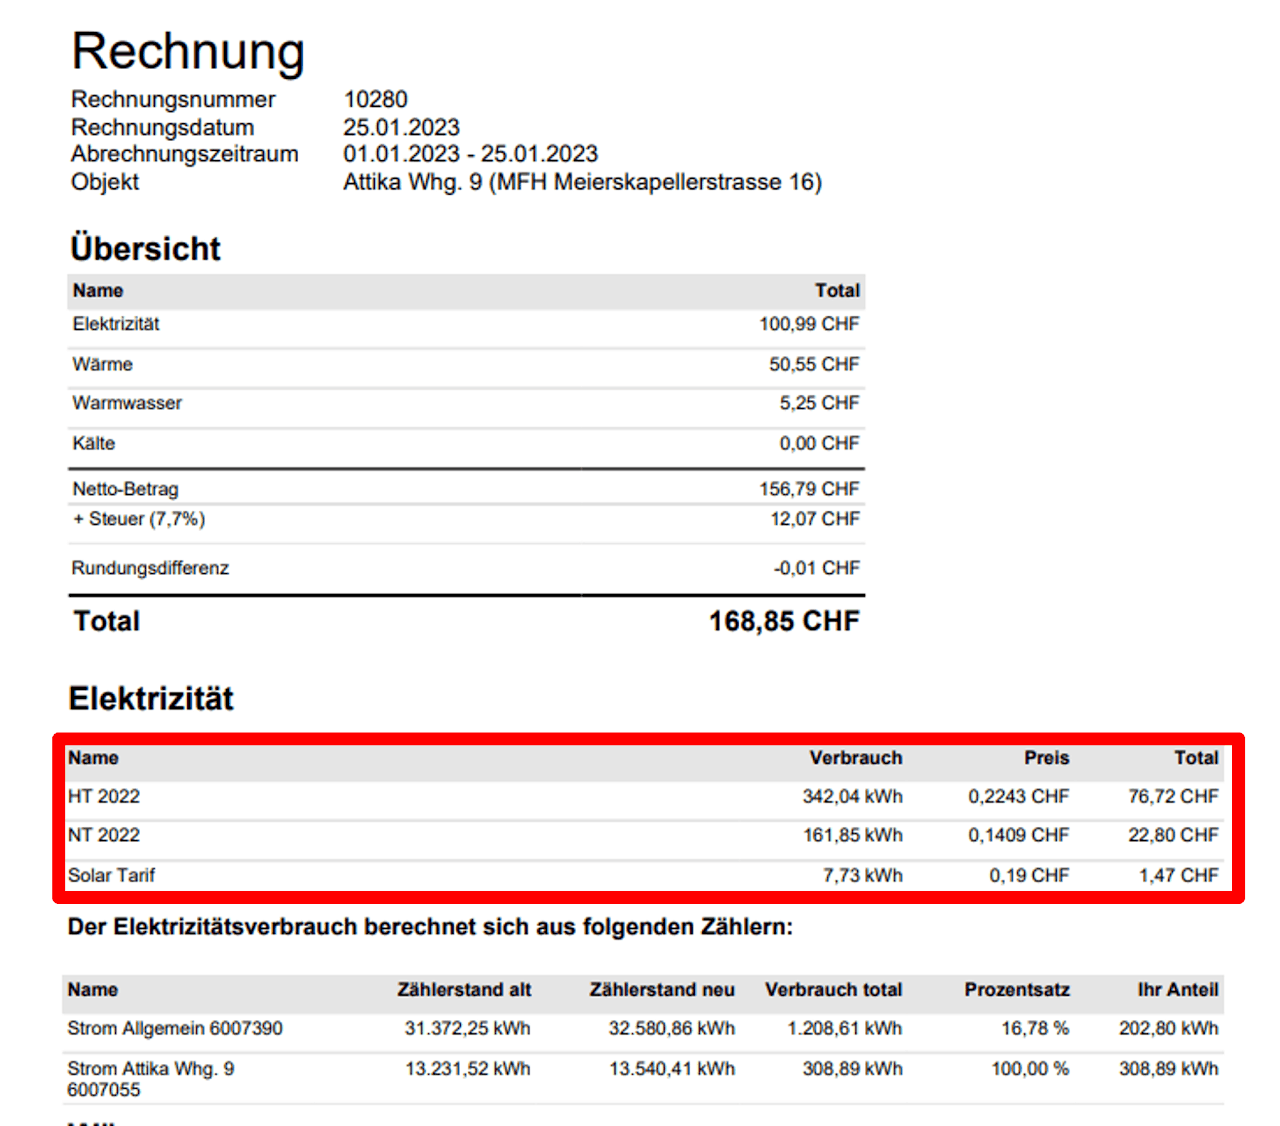 Rechnung
Rechnungsnummer 10280
Rechnungsdatum 25.01.2023
Abrechnungszeitraum 01.01.2023 - 25.01.2023
Objekt Attika Whg. 9 (MFH Meierskapellerstrasse 16)
Übersicht
Name Total
Elektrizität 100,99 CHF
Wärme 50,55 CHF
Warmwasser 5,25 CHF
Kälte 0,00 CHF
Netto-Betrag 156,79 CHF
+ Steuer (7,7%) 12,07 CHF
Rundungsdifferenz -0,01 CHF
Total 168,85 CHF
Elektrizität
Name Verbrauch Preis Total
HT 2022 342,04 kWh 0,2243 CHF 76,72 CHF
NT 2022 161,85 kWh 0,1409 CHF 22,80 CHF
Solar Tarif 7,73 kWh 0,19 CHF 1,47 CHF
Der Elektrizitätsverbrauch berechnet sich aus folgenden Zählern:
Name Zählerstand alt Zählerstand neu Verbrauch total Prozentsatz Ihr Anteil
Strom Allgemein 6007390 31.372,25 kWh 32.580,86 kWh 1.208,61 kWh 16,78 % 202,80 kWh
Strom Attika Whg. 9 13.231,52 kWh 13.540,41 kWh 308,89 kWh 100,00 % 308,89 kWh
6007055